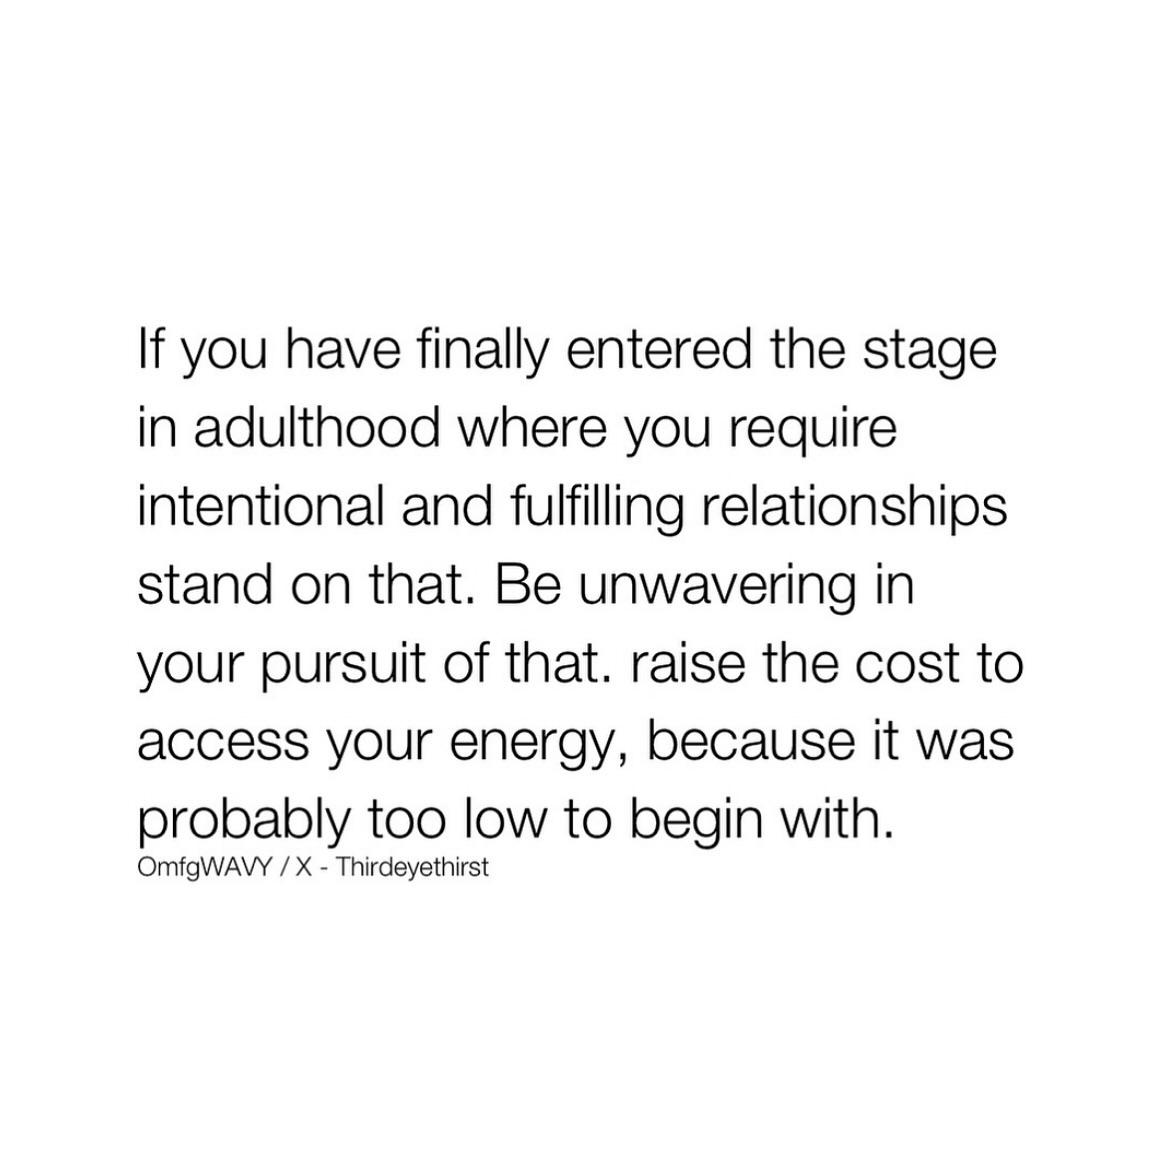 If you have finally entered the stage
in adulthood where you require
intentional and fulfilling relationships
stand on that. Be unwavering in
your pursuit of that. raise the cost to
access your energy, because it was
probably too low to begin with.
OmfgWAVY / X - Thirdeyethirst